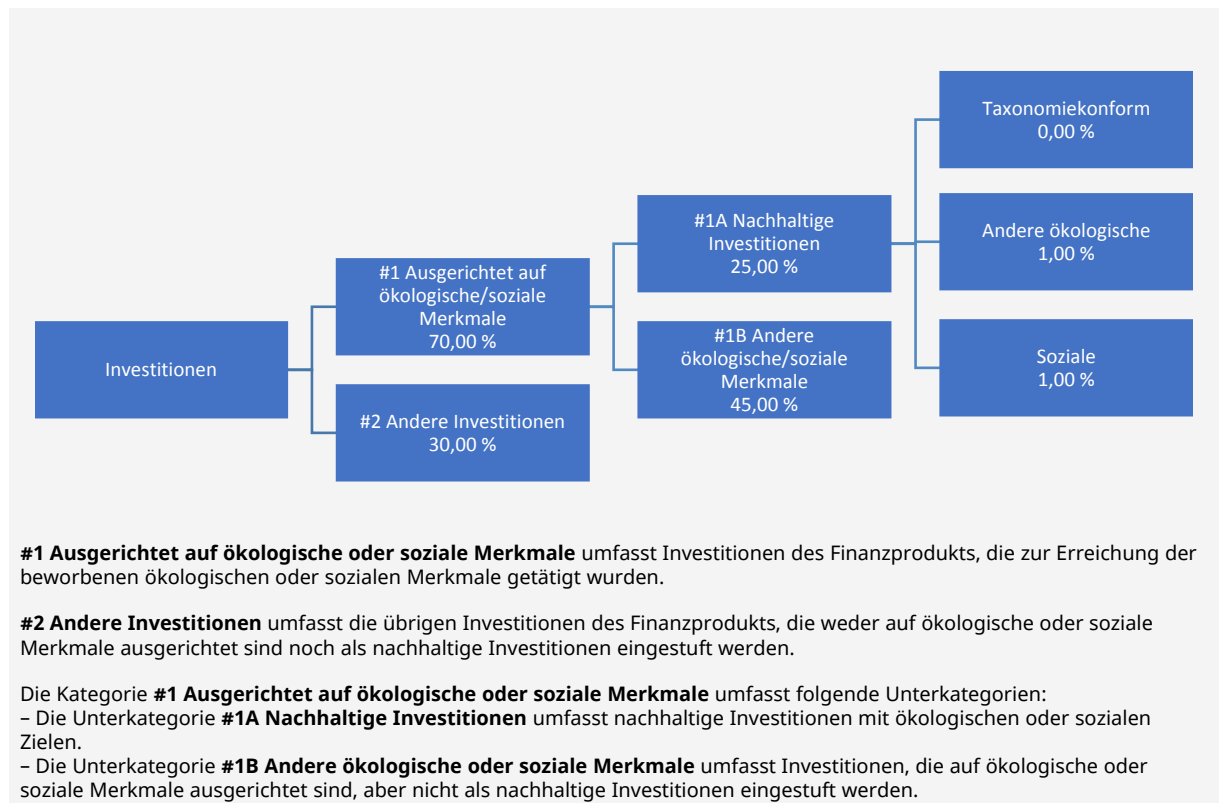 Investitionen
#1 Ausgerichtet auf
ökologische/soziale
Merkmale
70,00 %
#2 Andere Investitionen
30,00 %
#1A Nachhaltige
Investitionen
25,00 %
#1B Andere
ökologische/soziale
Merkmale
45,00 %
Taxonomiekonform
0,00 %
Andere ökologische
1,00 %
Soziale
1,00 %
#1 Ausgerichtet auf ökologische oder soziale Merkmale umfasst Investitionen des Finanzprodukts, die zur Erreichung der
beworbenen ökologischen oder sozialen Merkmale getätigt wurden.
#2 Andere Investitionen umfasst die übrigen Investitionen des Finanzprodukts, die weder auf ökologische oder soziale
Merkmale ausgerichtet sind noch als nachhaltige Investitionen eingestuft werden.
Die Kategorie #1 Ausgerichtet auf ökologische oder soziale Merkmale umfasst folgende Unterkategorien:
– Die Unterkategorie #1A Nachhaltige Investitionen umfasst nachhaltige Investitionen mit ökologischen oder sozialen
Zielen.
– Die Unterkategorie #1B Andere ökologische oder soziale Merkmale umfasst Investitionen, die auf ökologische oder
soziale Merkmale ausgerichtet sind, aber nicht als nachhaltige Investitionen eingestuft werden.